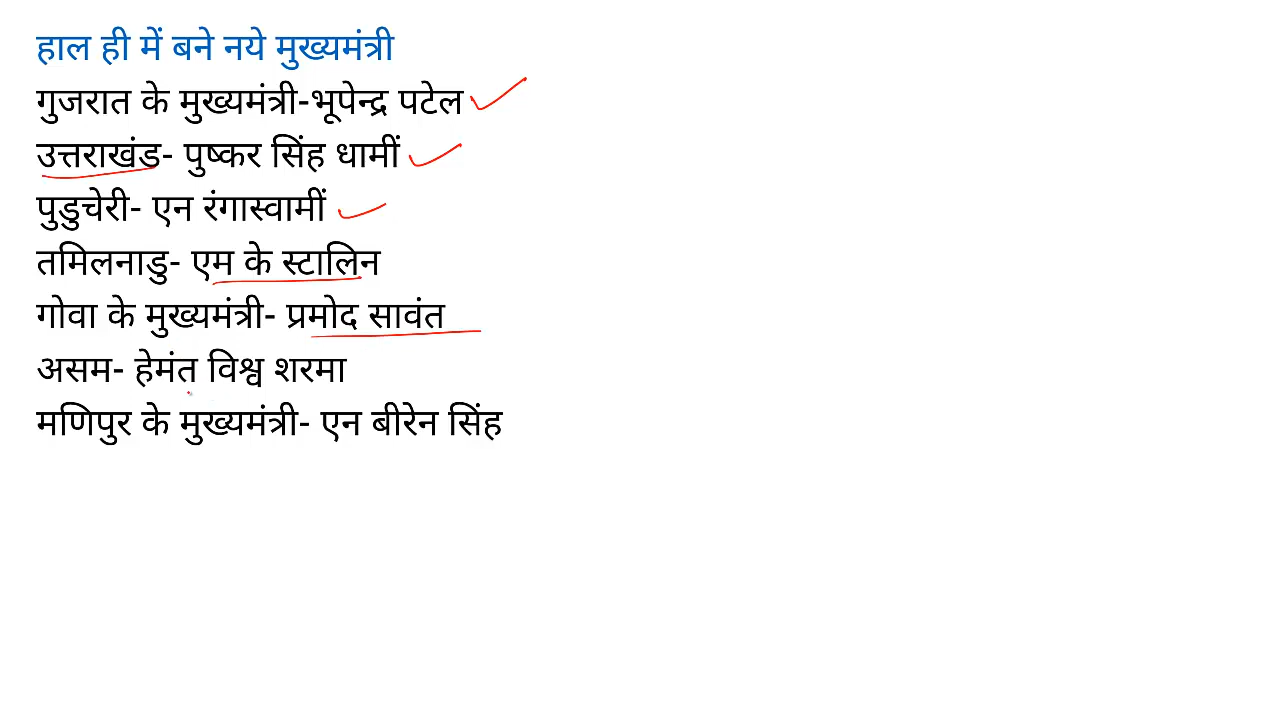 हाल ही में बने नये मुख्यमंत्री
गुजरात के मुख्यमंत्री-भूपेन्द्र पटेल
उत्तराखंड- पुष्कर सिंह धामीं
पुडुचेरी- एन रंगास्वामीं
तमिलनाडु- एम के स्टालिन
गोवा के मुख्यमंत्री- प्रमोद सावंत
असम- हेमंत विश्व शरमा
मणिपुर के मुख्यमंत्री- एन बीरेन सिंह